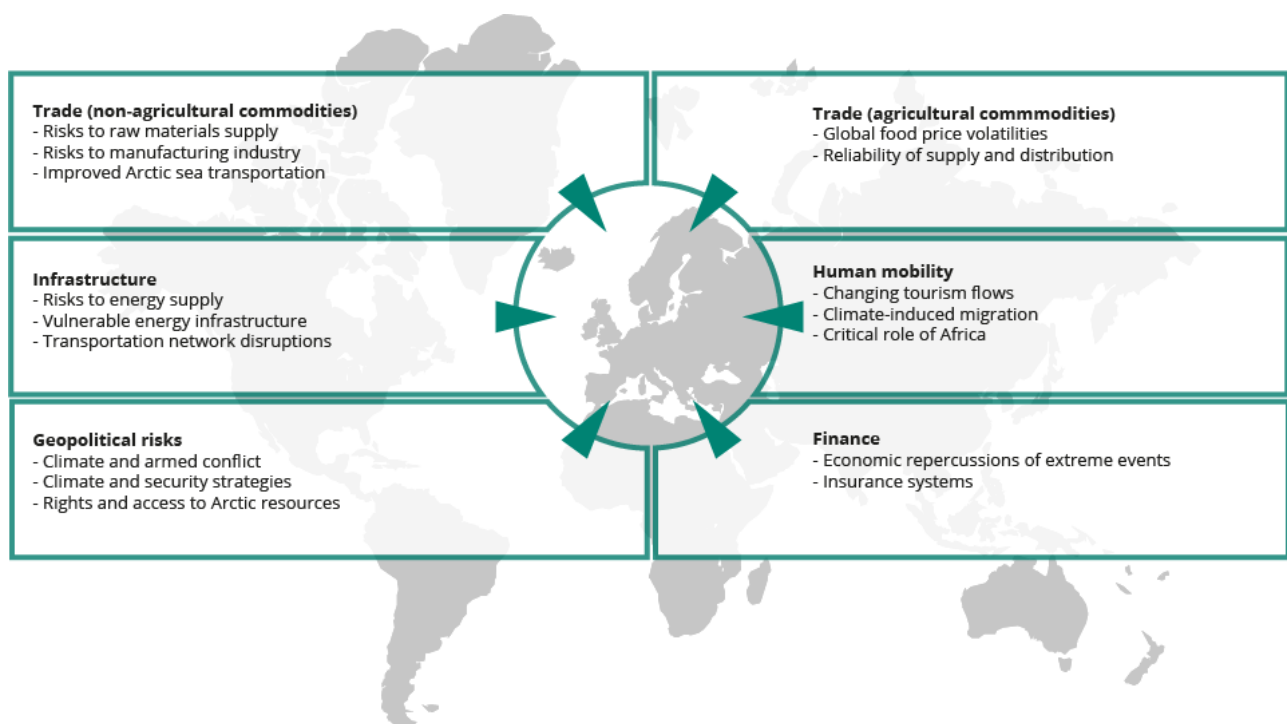 Trade (non-agricultural commodities)
- Risks to raw materials supply
- Risks to manufacturing industry
- Improved Arctic sea transportation
Trade (agricultural commmodities)
- Global food price volatilities
- Reliability of supply and distribution
Infrastructure
- Risks to energy supply
- Vulnerable energy infrastructure
- Transportation network disruptions
Human mobility
- Changing tourism flows
- Climate-induced migration
- Critical role of Africa
Geopolitical risks
- Climate and armed conflict
- Climate and security strategies
- Rights and access to Arctic resources
Finance
- Economic repercussions of extreme events
- Insurance systems